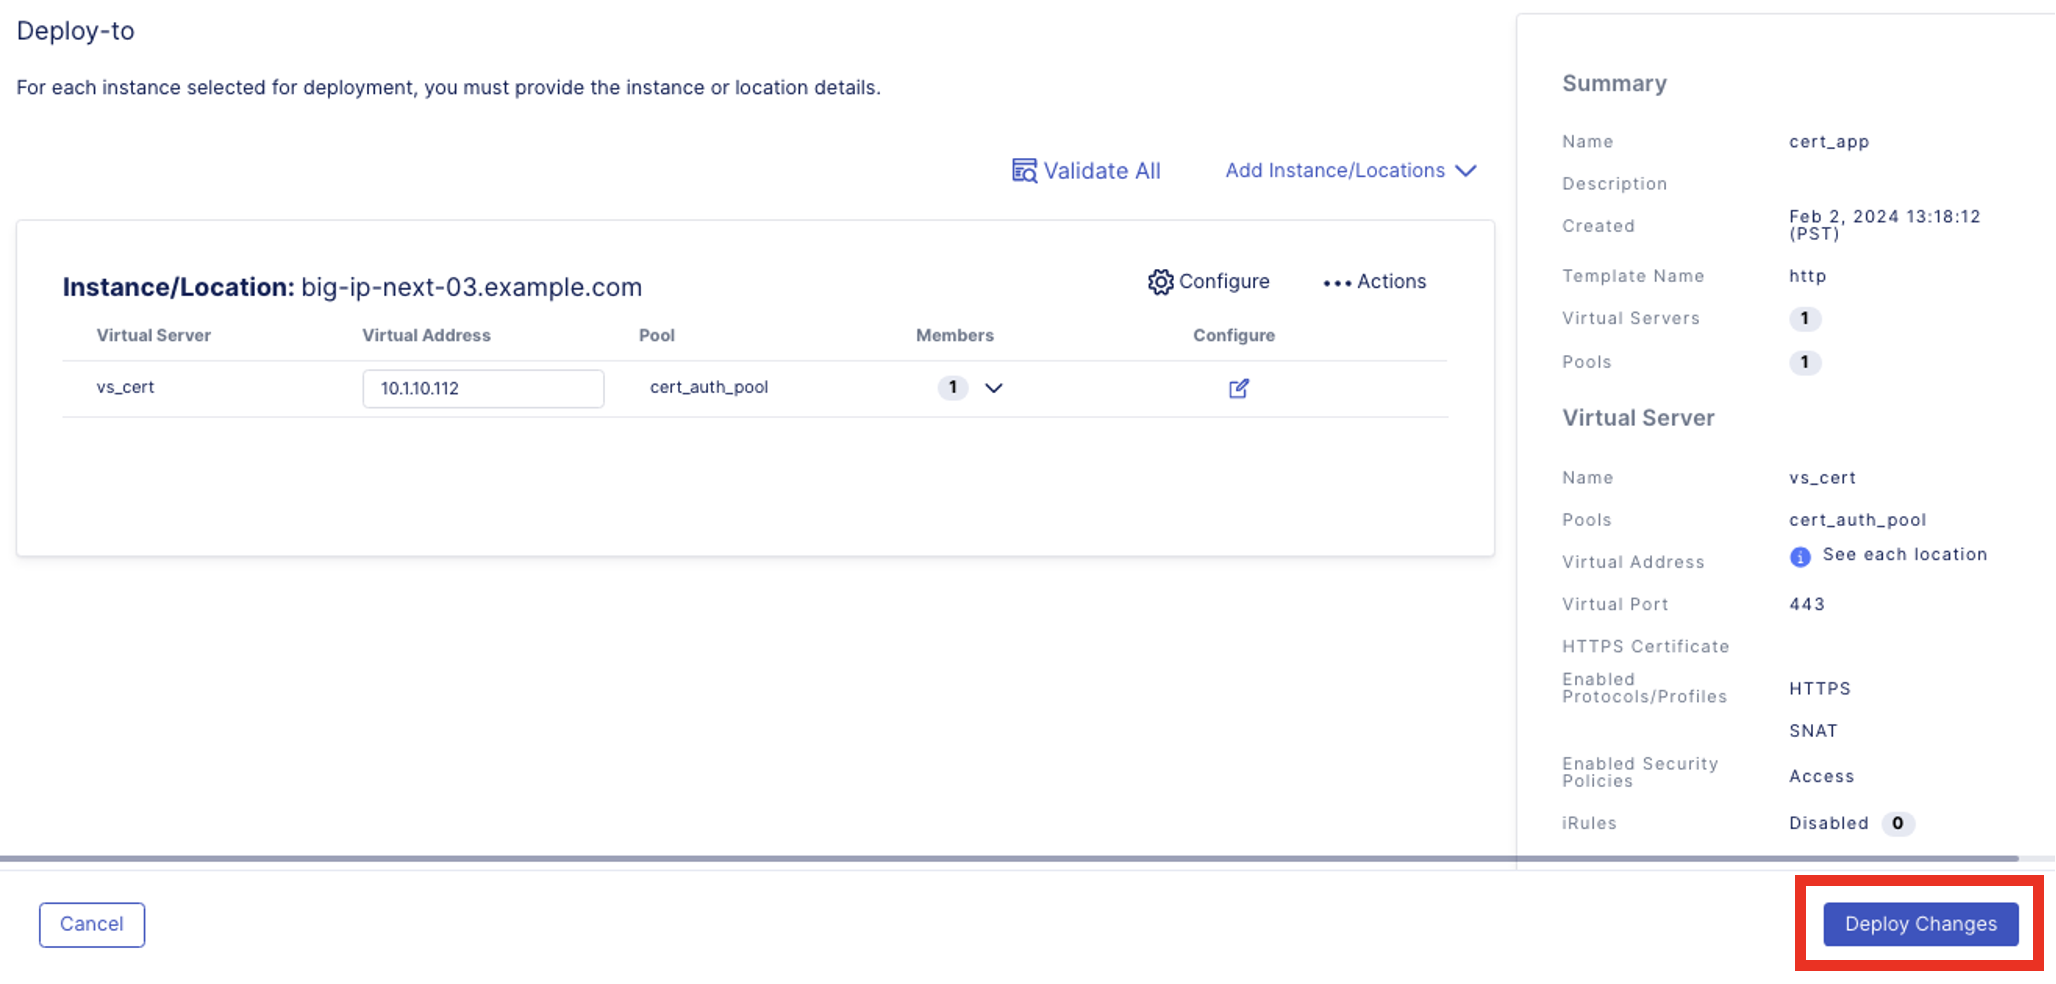 Deploy-to
For each instance selected for deployment, you must provide the instance or location details.
Validate All
Add Instance/Locations
Instance/Location: big-ip-next-03.example.com
Configure
Actions
Virtual Server Virtual Address Pool Members Configure
vs_cert 10.1.10.112 cert_auth_pool 1
Summary
Name cert_app
Description
Created Feb 2, 2024 13:18:12
(PST)
Template Name http
Virtual Servers 1
Pools 1
Virtual Server
Name vs_cert
Pools cert_auth_pool
Virtual Address See each location
Virtual Port 443
HTTPS Certificate
Enabled
Protocols/Profiles HTTPS
SNAT
Enabled Security
Policies Access
iRules Disabled 0
Cancel
Deploy Changes